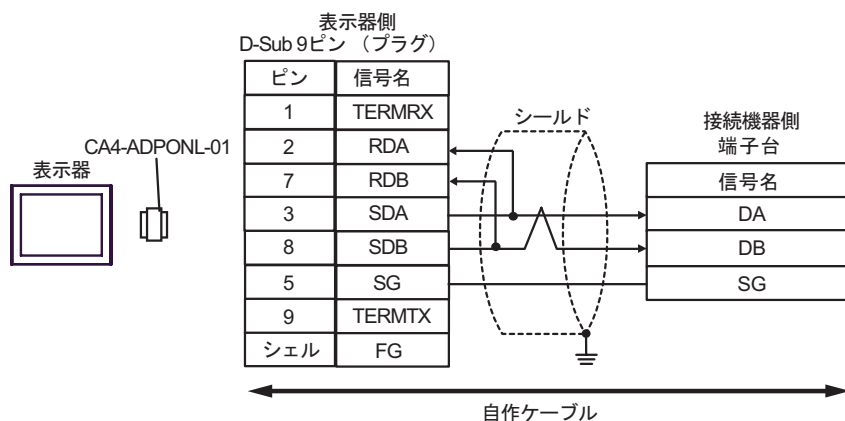 表示器側
D-Sub 9ピン （プラグ）
ピン 信号名
1 TERMRX
2 RDA
7 RDB
3 SDA
8 SDB
5 SG
9 TERMTX
シェル FG
CA4-ADPONL-01
表示器
シールド
接続機器側
端子台
信号名
DA
DB
SG
自作ケーブル